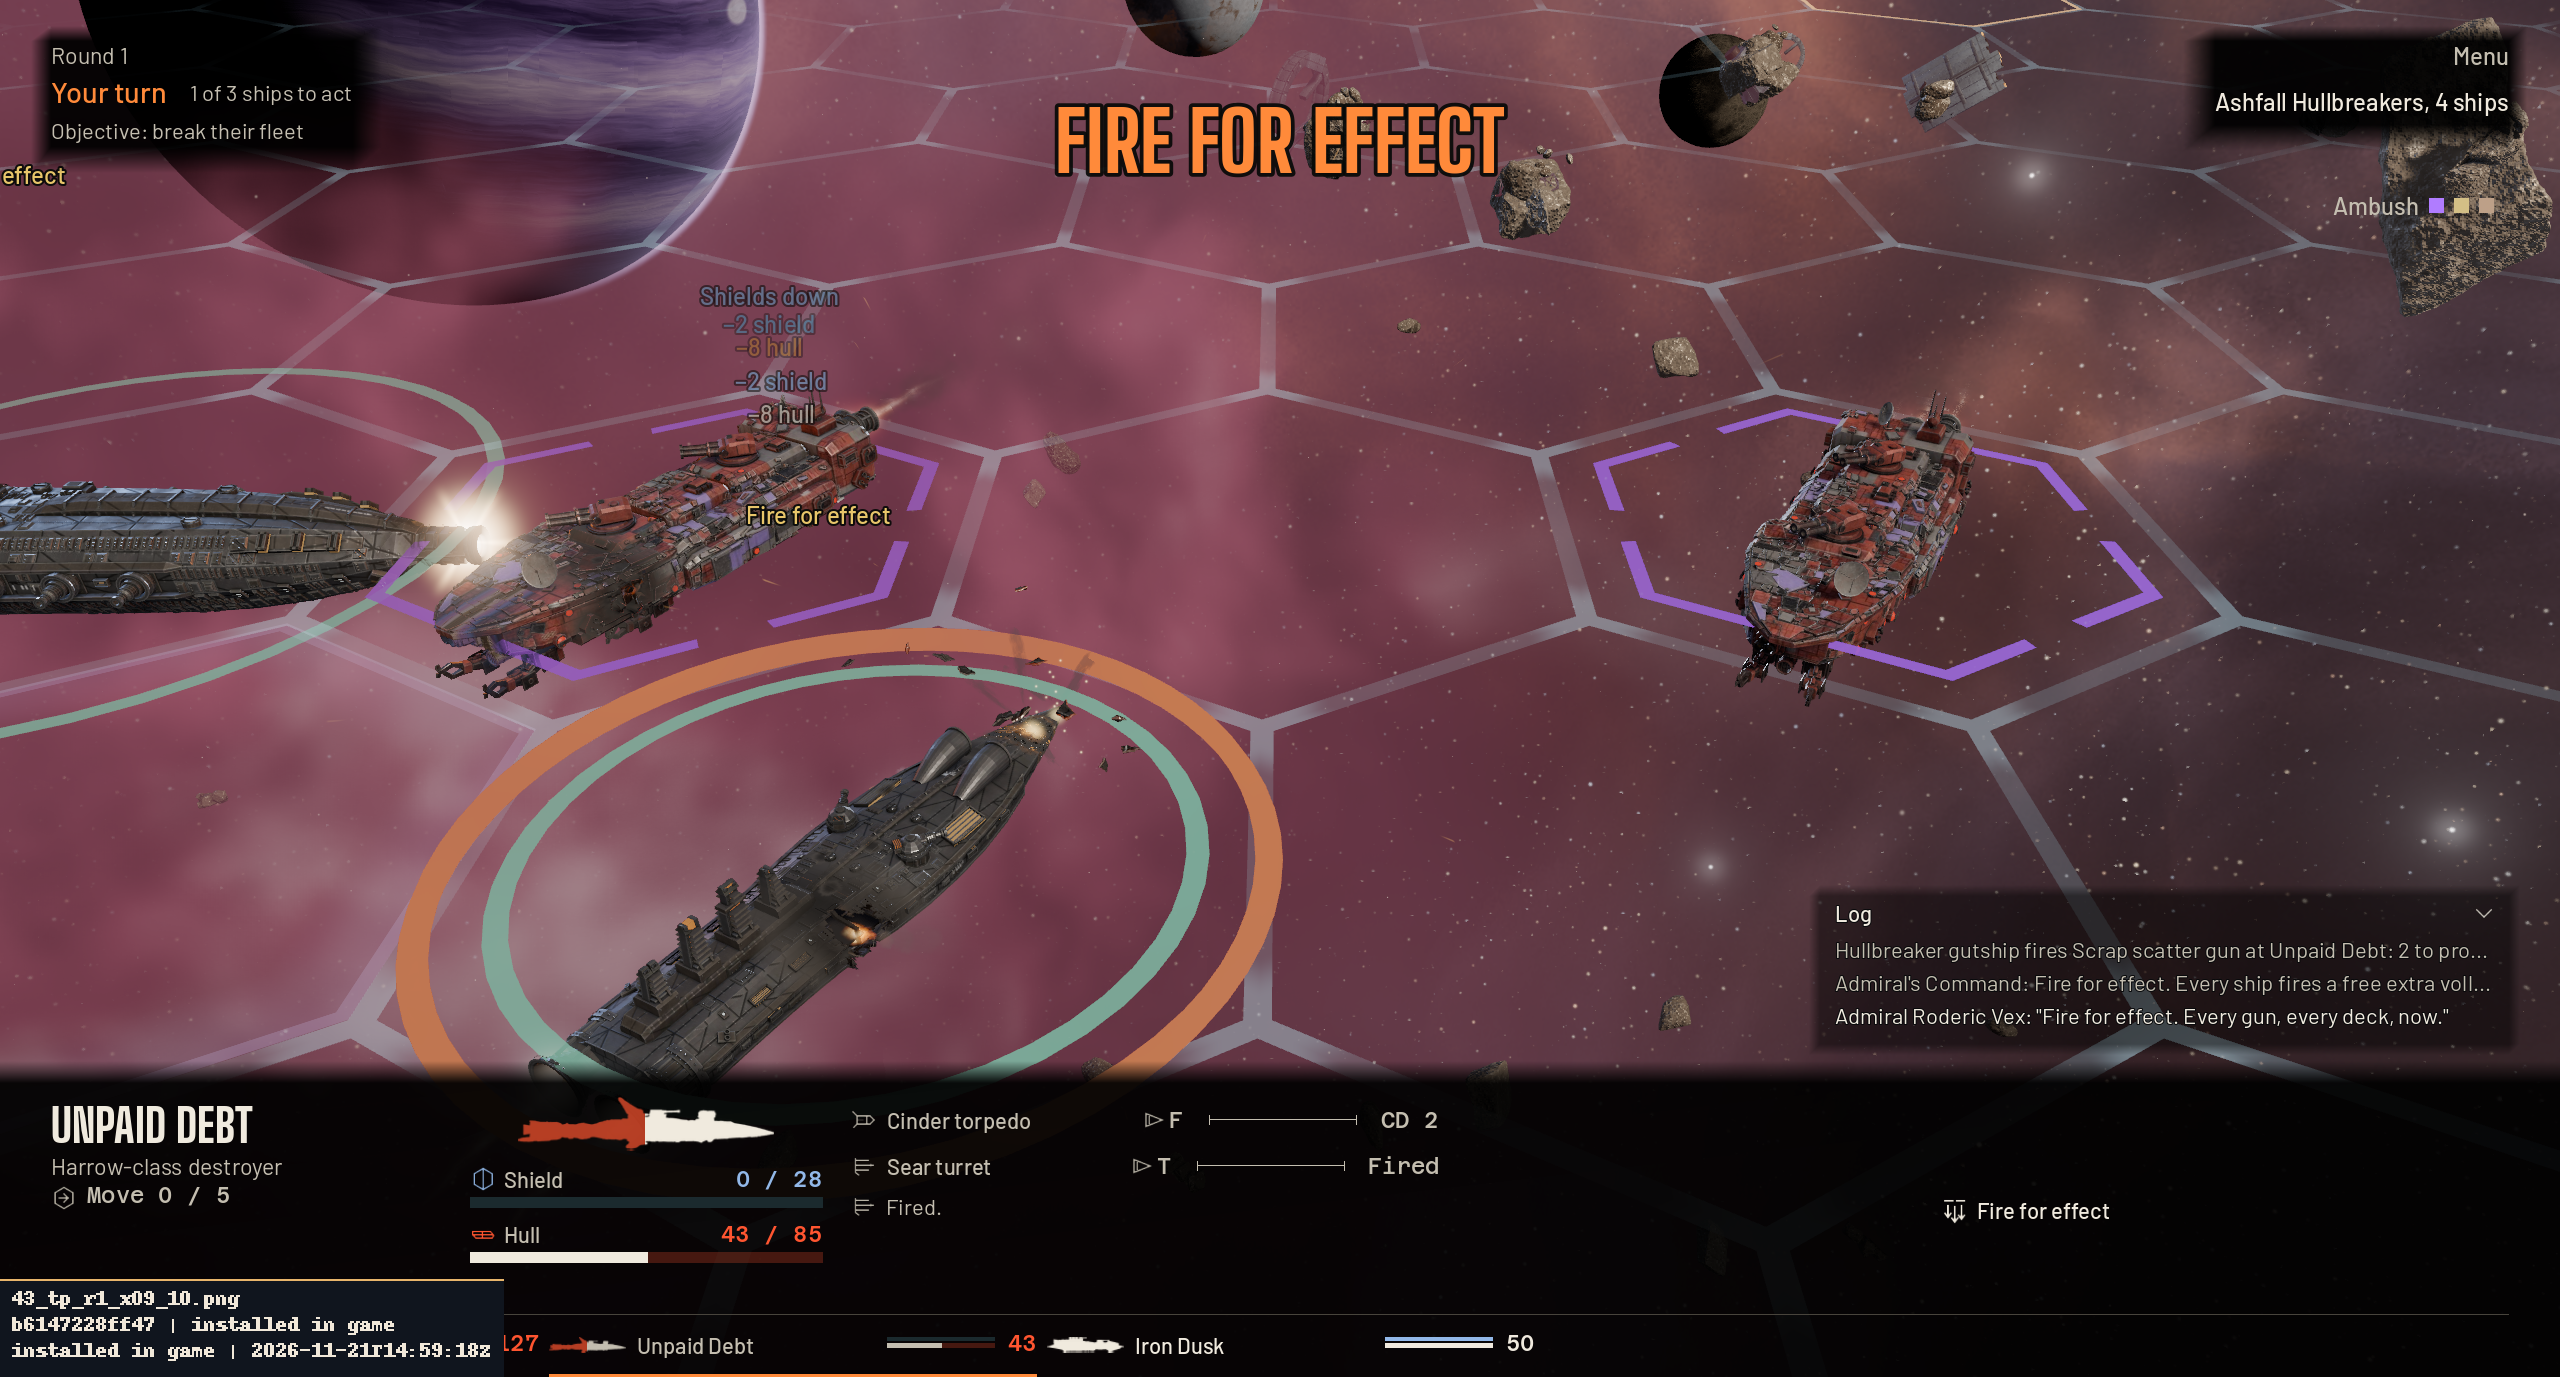 Round 1
Your turn 1 of 3 ships to act
Objective: break their fleet
effect
FIRE FOR EFFECT
Menu
Ashfall Hullbreakers, 4 ships
Ambush
Shields down
-2 shield
-8 hull
-2 shield
-8 hull
Fire for effect
Log
Hullbreaker gutship fires Scrap scatter gun at Unpaid Debt: 2 to pro...
Admiral's Command: Fire for effect. Every ship fires a free extra voll...
Admiral Roderic Vex: "Fire for effect. Every gun, every deck, now."
UNPAID DEBT
Harrow-class destroyer
Move 0 / 5
Shield 0 / 28
Hull 43 / 85
Cinder torpedo F CD 2
Sear turret T Fired
Fired.
Fire for effect
43_tp_r1_x09_10.png
b6147228ff47 | installed in game
installed in game | 2026-11-21r14:59:18z
127 Unpaid Debt 43 Iron Dusk 50